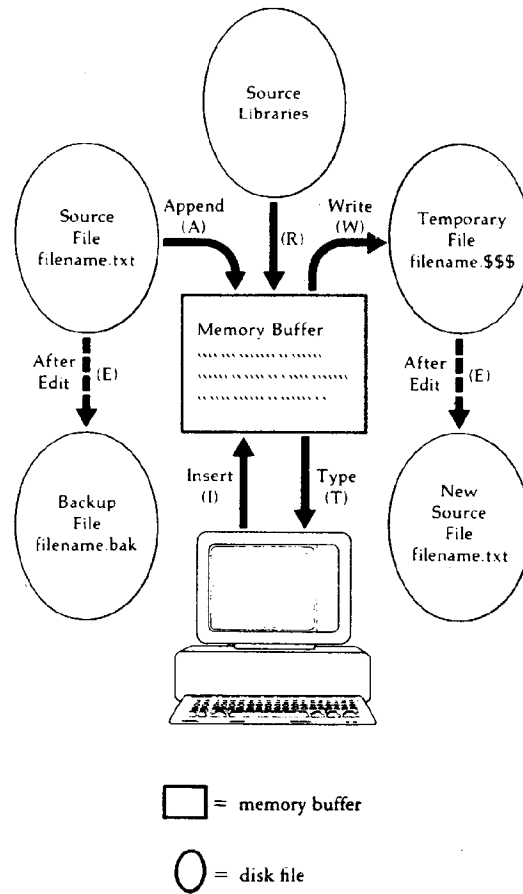 Source
Libraries
Source
File
filename.txt
Append
(A)
(R)
Write
(W)
Temporary
File
filename.$$$
Memory Buffer
After
Edit
(E)
After
Edit
(E)
Backup
File
filename.bak
Insert
(I)
Type
(T)
New
Source
File
filename.txt
= memory buffer
= disk file